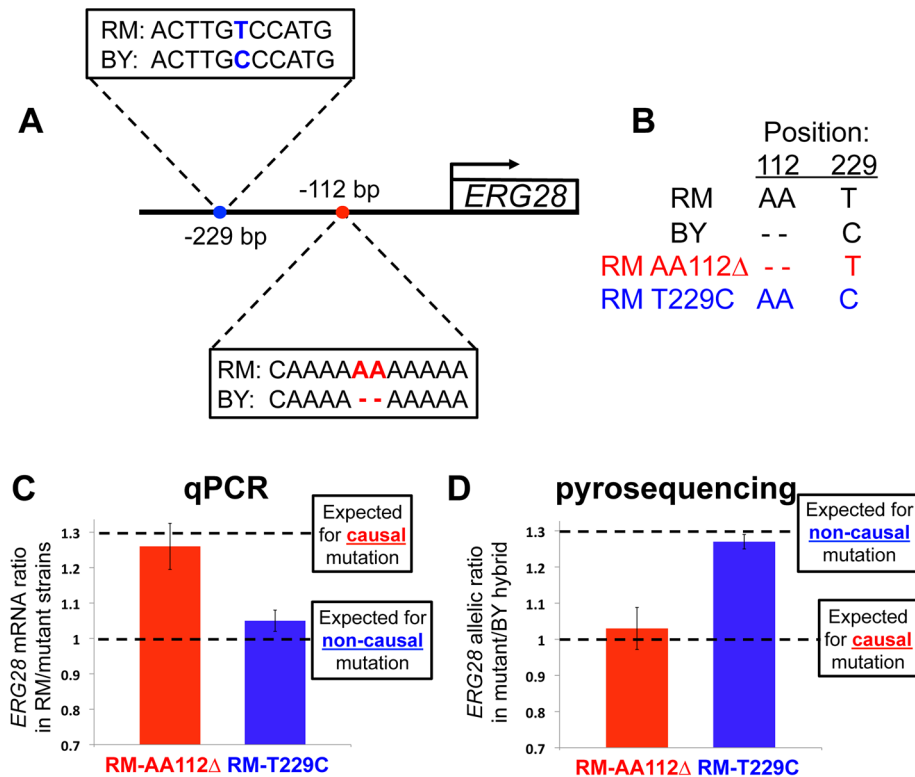 A
RM: ACTTGTCCATG
BY: ACTTGCCCATG
-229 bp
-112 bp
ERG28
RM: CAAAAAAAAAAA
BY: CAAAA--AAAAA
B
Position:
112 229
RM AA T
BY - - C
RM AA112Δ - - T
RM T229C AA C
C
qPCR
ERG28 mRNA ratio
in RM/mutant strains
1.3
1.2
1.1
1
0.9
0.8
0.7
Expected
for causal
mutation
Expected for
non-causal
mutation
RM-AA112Δ RM-T229C
D
pyrosequencing
ERG28 allelic ratio
in mutant/BY hybrid
1.3
1.2
1.1
1
0.9
0.8
0.7
Expected for
non-causal
mutation
Expected
for causal
mutation
RM-AA112Δ RM-T229C